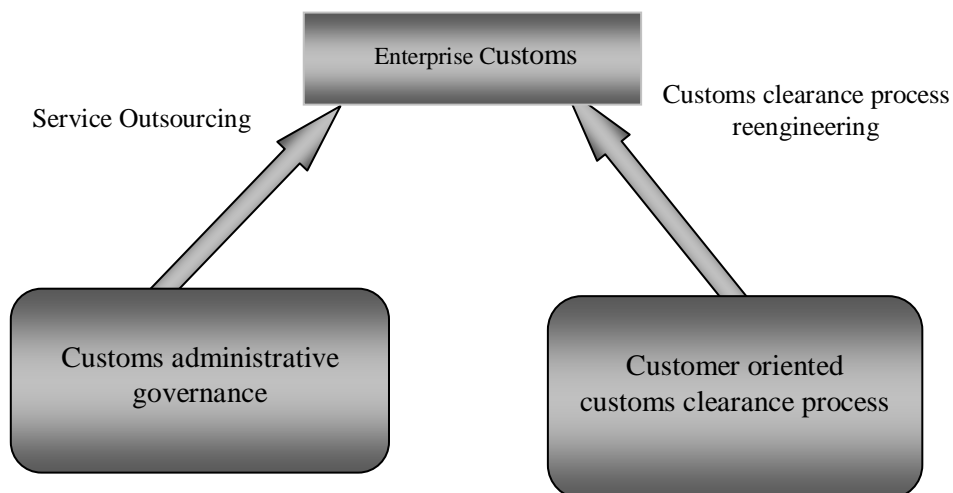 Enterprise Customs
Service Outsourcing
Customs clearance process
reengineering
Customs administrative
governance
Customer oriented
customs clearance process